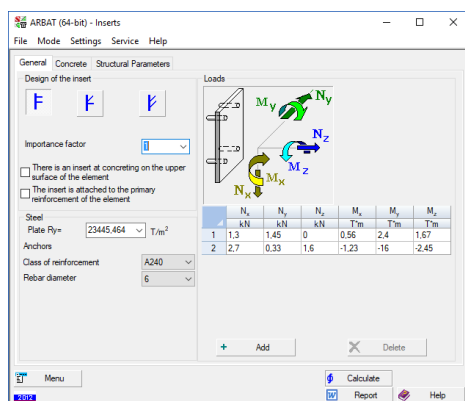 ARBAT (64-bit) - Inserts
File Mode Settings Service Help
General Concrete Structural Parameters
Design of the insert
Importance factor 1
There is an insert at concreting on the upper
surface of the element
The insert is attached to the primary
reinforcement of the element
Steel
Plate Ry= 23445,464 T/m²
Anchors
Class of reinforcement A240
Rebar diameter 6
Loads
My Ny
Nz
Mz
Mx
Nx
Nx Ny Nz Mx My Mz
kN kN kN T*m T*m T*m
1 1,3 1,45 0 0,56 2,4 1,67
2 2,7 0,33 1,6 -1,23 -16 -2,45
Add Delete
Menu Calculate
2012 Report Help